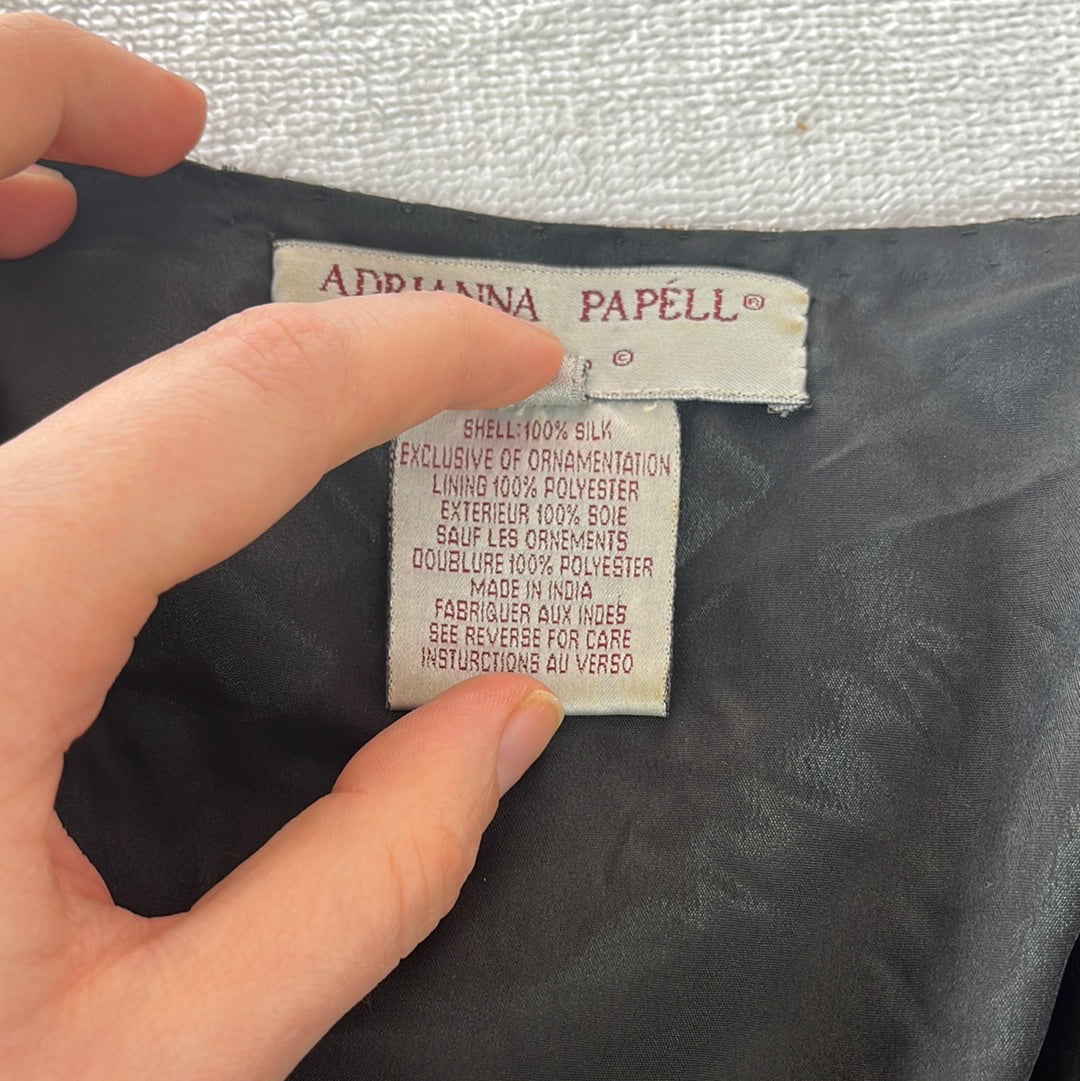 ADRIANNA PAPÉLL®
©
SHELL:100% SILK
EXCLUSIVE OF ORNAMENTATION
LINING 100% POLYESTER
EXTERIEUR 100% SOIE
SAUF LES ORNEMENTS
DOUBLURE 100% POLYESTER
MADE IN INDIA
FABRIQUER AUX INDES
SEE REVERSE FOR CARE
INSTURCTIONS AU VERSO